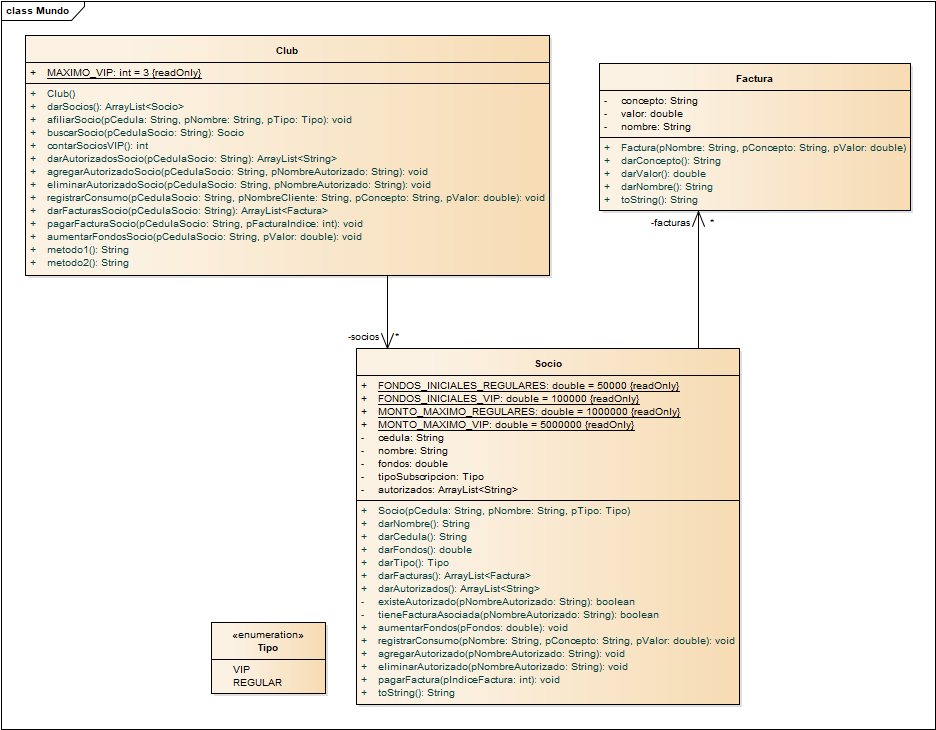 class Mundo
Club
+ MAXIMO_VIP: int = 3 {readOnly}
+ Club()
+ darSocios(): ArrayList<Socio>
+ afiliarSocio(pCedula: String, pNombre: String, pTipo: Tipo): void
+ buscarSocio(pCedulaSocio: String): Socio
+ contarSociosVIP(): int
+ darAutorizadosSocio(pCedulaSocio: String): ArrayList<String>
+ agregarAutorizadoSocio(pCedulaSocio: String, pNombreAutorizado: String): void
+ eliminarAutorizadoSocio(pCedulaSocio: String, pNombreAutorizado: String): void
+ registrarConsumo(pCedulaSocio: String, pNombreCliente: String, pConcepto: String, pValor: double): void
+ darFacturasSocio(pCedulaSocio: String): ArrayList<Factura>
+ pagarFacturaSocio(pCedulaSocio: String, pFacturaIndice: int): void
+ aumentarFondosSocio(pCedulaSocio: String, pValor: double): void
+ metodo1(): String
+ metodo2(): String
Factura
- concepto: String
- valor: double
- nombre: String
+ Factura(pNombre: String, pConcepto: String, pValor: double)
+ darConcepto(): String
+ darValor(): double
+ darNombre(): String
+ toString(): String
-facturas *
-socios *
Socio
+ FONDOS_INICIALES_REGULARES: double = 50000 {readOnly}
+ FONDOS_INICIALES_VIP: double = 100000 {readOnly}
+ MONTO_MAXIMO_REGULARES: double = 1000000 {readOnly}
+ MONTO_MAXIMO_VIP: double = 5000000 {readOnly}
- cedula: String
- nombre: String
- fondos: double
- tipoSubscripcion: Tipo
- autorizados: ArrayList<String>
+ Socio(pCedula: String, pNombre: String, pTipo: Tipo)
+ darNombre(): String
+ darCedula(): String
+ darFondos(): double
+ darTipo(): Tipo
+ darFacturas(): ArrayList<Factura>
+ darAutorizados(): ArrayList<String>
- existeAutorizado(pNombreAutorizado: String): boolean
- tieneFacturaAsociada(pNombreAutorizado: String): boolean
+ aumentarFondos(pFondos: double): void
+ registrarConsumo(pNombre: String, pConcepto: String, pValor: double): void
+ agregarAutorizado(pNombreAutorizado: String): void
+ eliminarAutorizado(pNombreAutorizado: String): void
+ pagarFactura(pIndiceFactura: int): void
+ toString(): String
«enumeration»
Tipo
VIP
REGULAR